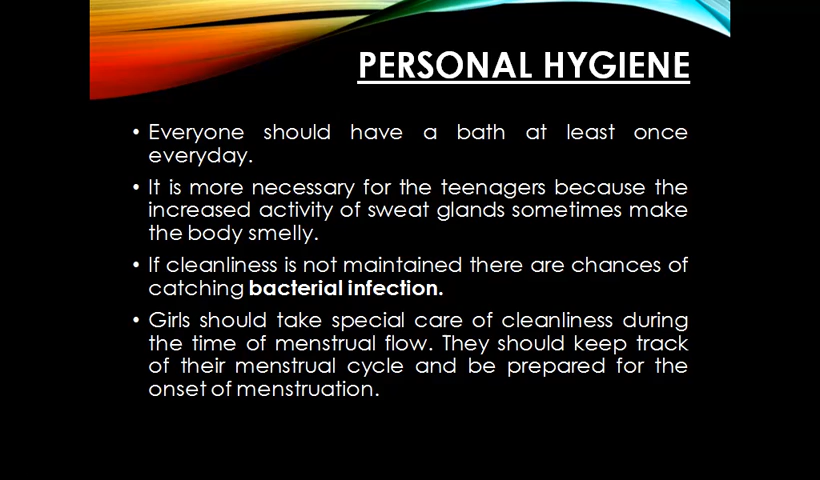 PERSONAL HYGIENE
• Everyone should have a bath at least once
everyday.
• It is more necessary for the teenagers because the
increased activity of sweat glands sometimes make
the body smelly.
• If cleanliness is not maintained there are chances of
catching bacterial infection.
• Girls should take special care of cleanliness during
the time of menstrual flow. They should keep track
of their menstrual cycle and be prepared for the
onset of menstruation.